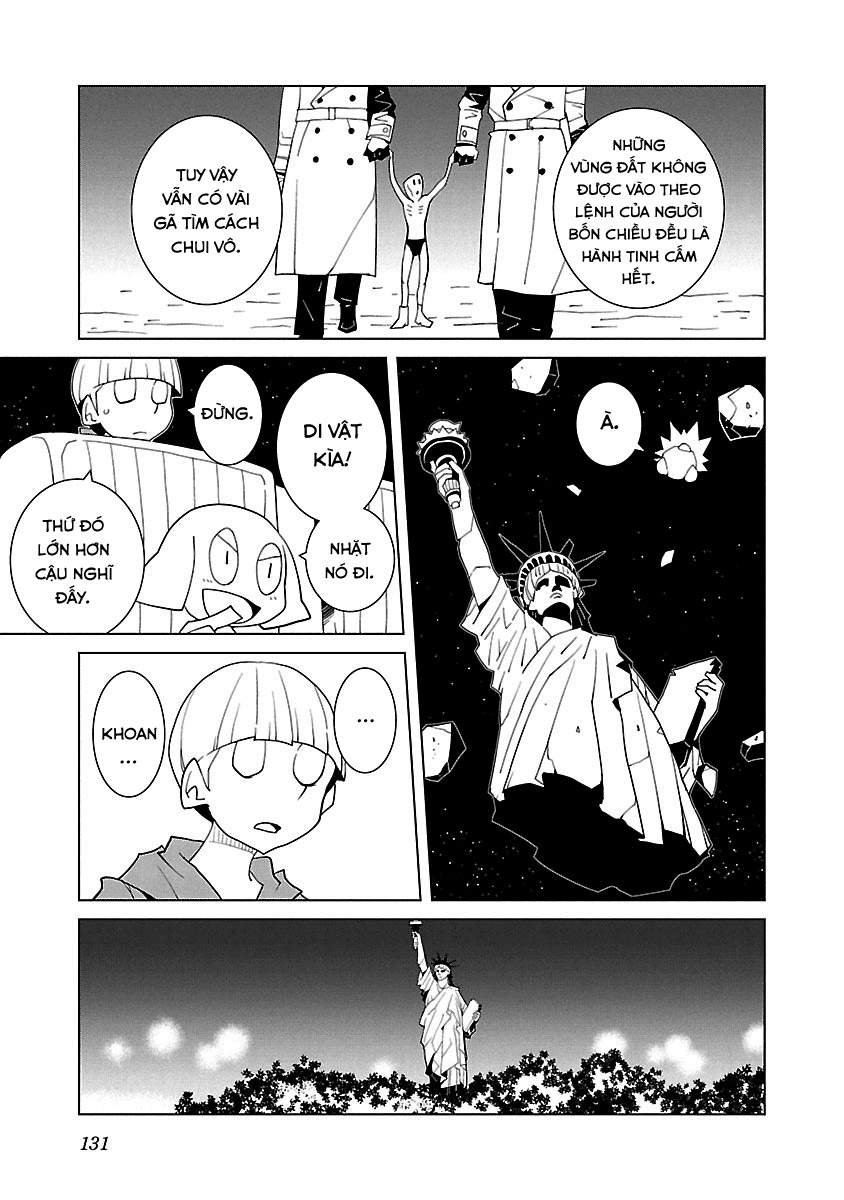 NHỮNG
VÙNG ĐẤT KHÔNG
ĐƯỢC VÀO THEO
LỆNH CỦA NGƯỜI
BỐN CHIỀU ĐỀU LÀ
HÀNH TINH CẤM
HẾT.
TUY VẬY
VẪN CÓ VÀI
GÃ TÌM CÁCH
CHUI VÔ.
À.
DI VẬT
KÌA!
NHẶT
NÓ ĐI.
ĐỪNG.
THỨ ĐÓ
LỚN HƠN
CẬU NGHĨ
ĐẤY.
...
KHOAN
...
131